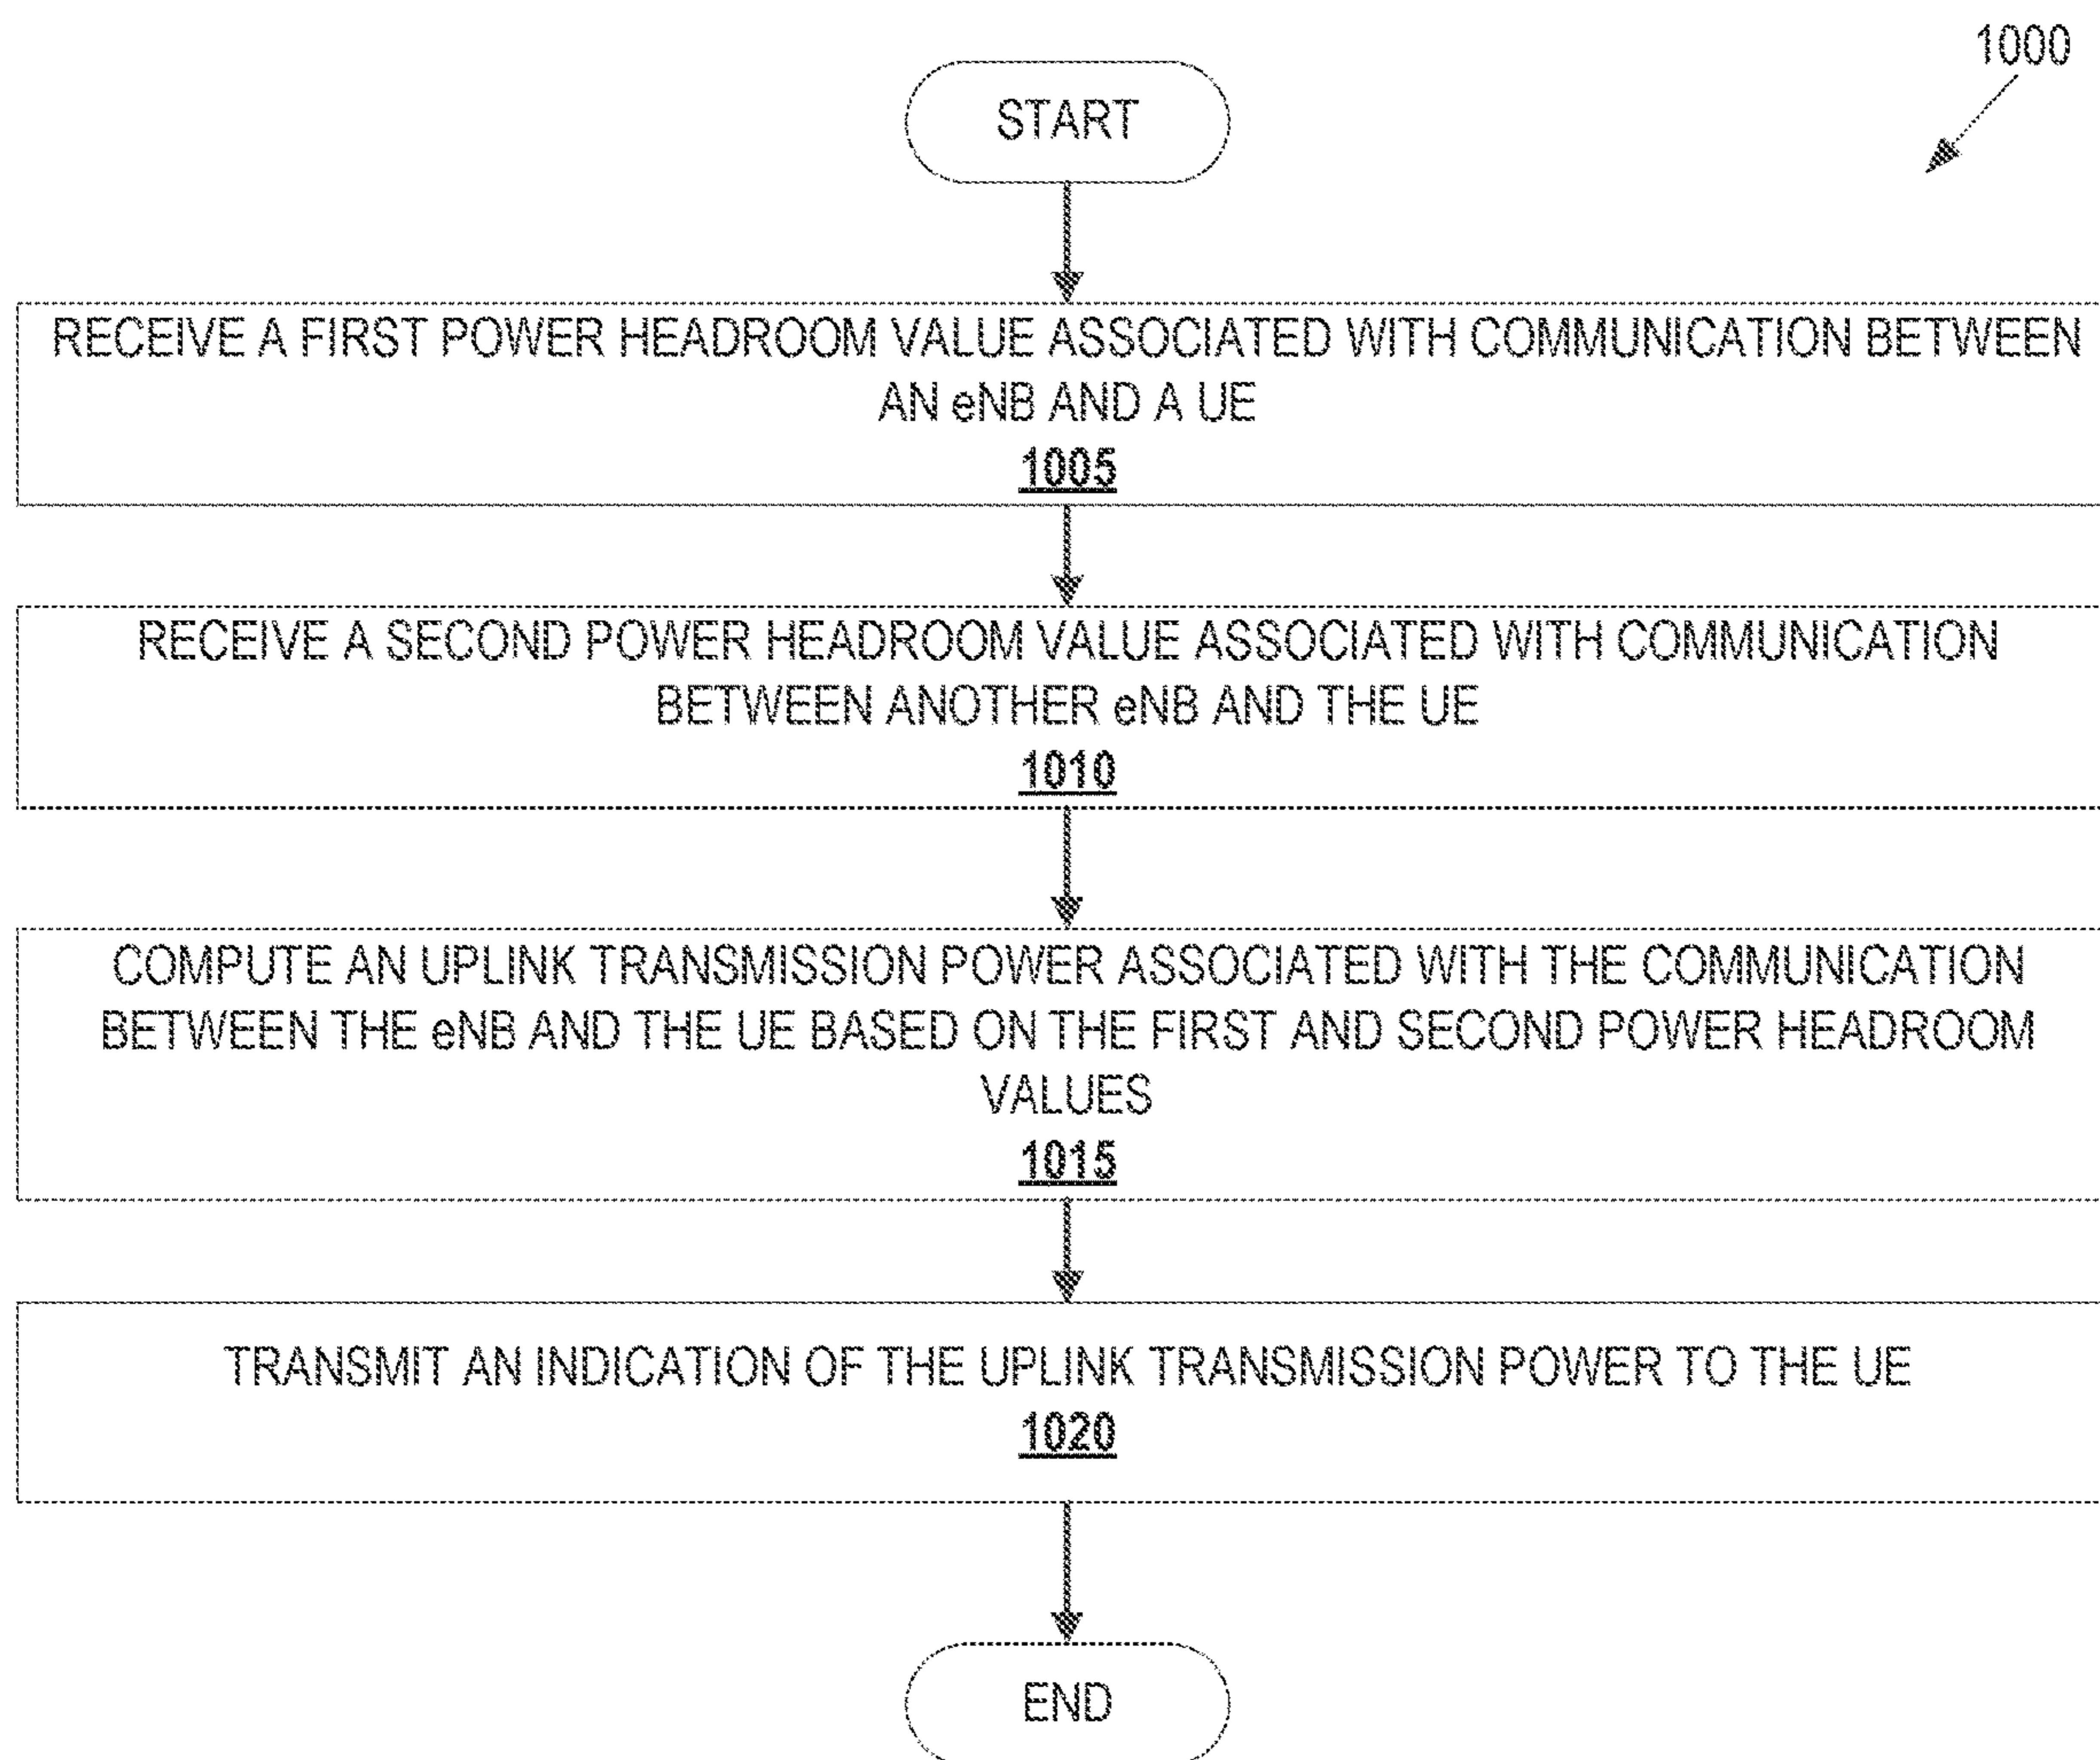 1000
START
RECEIVE A FIRST POWER HEADROOM VALUE ASSOCIATED WITH COMMUNICATION BETWEEN
AN eNB AND A UE
1005
RECEIVE A SECOND POWER HEADROOM VALUE ASSOCIATED WITH COMMUNICATION
BETWEEN ANOTHER eNB AND THE UE
1010
COMPUTE AN UPLINK TRANSMISSION POWER ASSOCIATED WITH THE COMMUNICATION
BETWEEN THE eNB AND THE UE BASED ON THE FIRST AND SECOND POWER HEADROOM
VALUES
1015
TRANSMIT AN INDICATION OF THE UPLINK TRANSMISSION POWER TO THE UE
1020
END